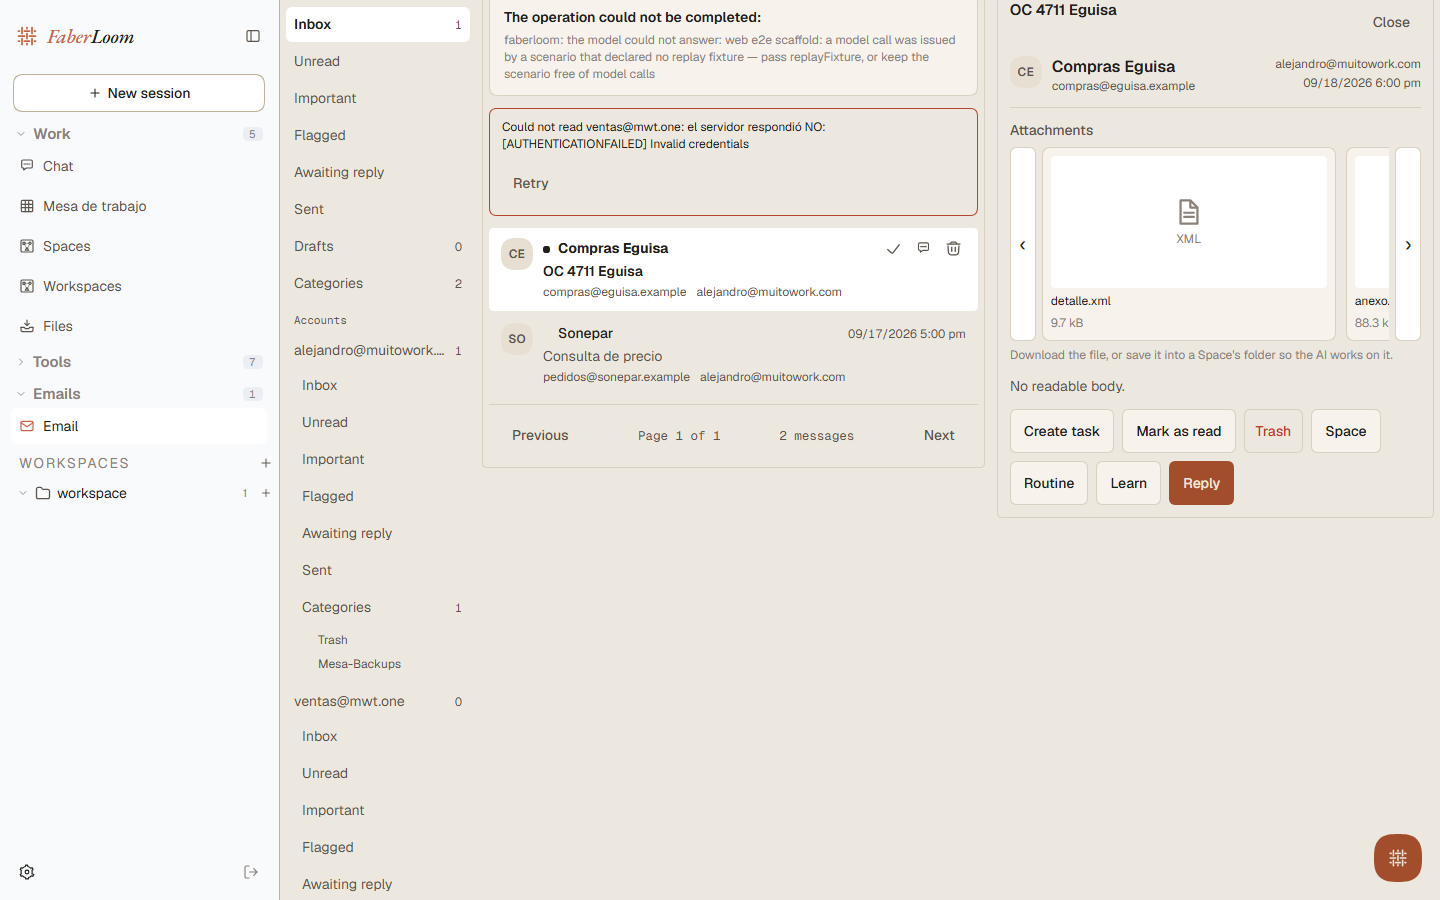 FaberLoom
New session
Work 5
Chat
Mesa de trabajo
Spaces
Workspaces
Files
Tools 7
Emails 1
Email
WORKSPACES
workspace 1
Inbox 1
Unread
Important
Flagged
Awaiting reply
Sent
Drafts 0
Categories 2
Accounts
alejandro@muitowork.... 1
Inbox
Unread
Important
Flagged
Awaiting reply
Sent
Categories 1
Trash
Mesa-Backups
ventas@mwt.one 0
Inbox
Unread
Important
Flagged
Awaiting reply
The operation could not be completed:
faberloom: the model could not answer: web e2e scaffold: a model call was issued
by a scenario that declared no replay fixture — pass replayFixture, or keep the
scenario free of model calls
Could not read ventas@mwt.one: el servidor respondió NO:
[AUTHENTICATIONFAILED] Invalid credentials
Retry
CE
Compras Eguisa
OC 4711 Eguisa
compras@eguisa.example alejandro@muitowork.com
SO
Sonepar 09/17/2026 5:00 pm
Consulta de precio
pedidos@sonepar.example alejandro@muitowork.com
Previous Page 1 of 1 2 messages Next
OC 4711 Eguisa
Close
CE
Compras Eguisa alejandro@muitowork.com
compras@eguisa.example 09/18/2026 6:00 pm
Attachments
‹
XML
detalle.xml
9.7 kB
anexo.
88.3 k
›
Download the file, or save it into a Space's folder so the AI works on it.
No readable body.
Create task Mark as read Trash Space
Routine Learn Reply